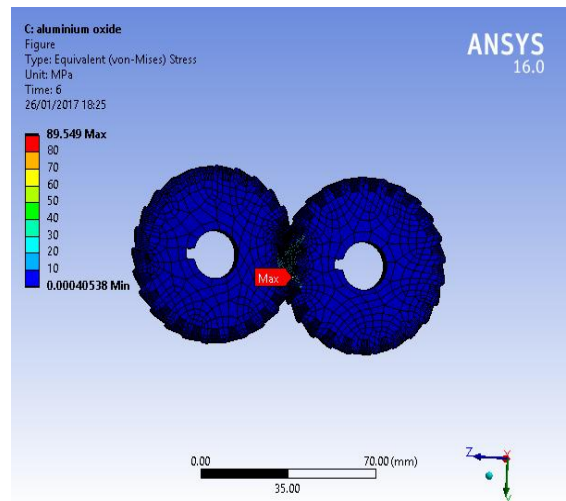 C: aluminium oxide
Figure
Type: Equivalent (von-Mises) Stress
Unit: MPa
Time: 6
26/01/2017 18:25
ANSYS
16.0
89.549 Max
80
70
60
50
40
30
20
10
0.00040538 Min
Max
0.00
70.00 (mm)
35.00
Z
X
Y